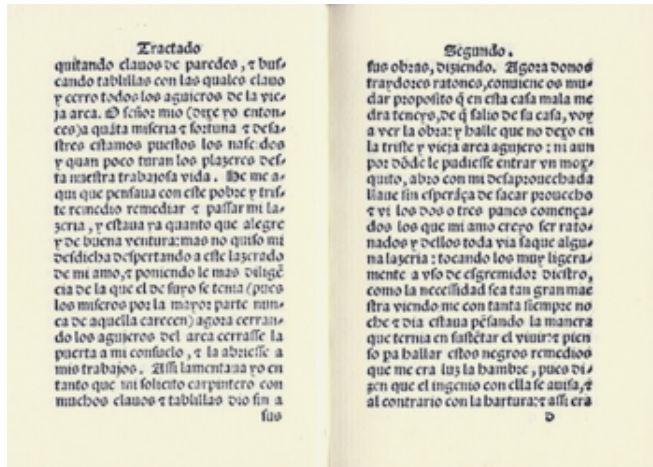 Tractado
quitando clauos de paredes, ⁊ bus-
cando tablillas con las quales clauo
y cerro todos los agujeros de la vie-
ja arca. O señor mio (dixe yo enton-
ces) a quãta miseria ⁊ fortuna ⁊ desa-
stres estamos puestos los nascidos
y quan poco turan los plazeres des-
ta nuestra trabajosa vida. He me a-
qui que pensaua con este pobre y tris-
te remedio remediar ⁊ passar mi la-
zeria, y estaua ya quanto que alegre
y de buena ventura: mas no quiso mi
desdicha despertando a este lazerado
de mi amo, ⁊ poniendo le mas diligẽ
cia de la que el de suyo se tenia (pues
los miseros por la mayor parte nun-
ca de aquella carecen) agora cerran-
do los agujeros del arca cerrasse la
puerta a mi consuelo, ⁊ la abriesse a
mis trabajos. Assi lamentaua yo en
tanto que mi solicito carpintero con
muchos clauos ⁊ tablillas dio fin a
sus
Segundo.
sus obras, diziendo. Agora donos
traydores ratones, conuiene os mu-
dar proposito q̃ en esta casa mala me
dra teneys, de q̃ salio de su casa, voy
a ver la obra: y halle que no dexo en
la triste y vieja arca agujero: ni aun
por dõde le pudiesse entrar vn mox-
quito, abro con mi desaprouechada
llaue sin esperãça de sacar prouecho
⁊ vi los dos o tres panes comença-
dos los que mi amo creyo ser rato-
nados y dellos toda via saque algu-
na lazeria: tocando los muy ligera-
mente a vso de esgremidor diestro,
como la necessidad sea tan gran mae
stra viendo me con tanta siempre no
che ⁊ dia estaua pẽsando la manera
que ternia en sustẽtar el viuir: ⁊ pien
so pa hallar estos negros remedios
que me era luz la hambre, pues di-
zen que el ingenio con ella se auisa, ⁊
al contrario con la hartura: ⁊ assi era
d